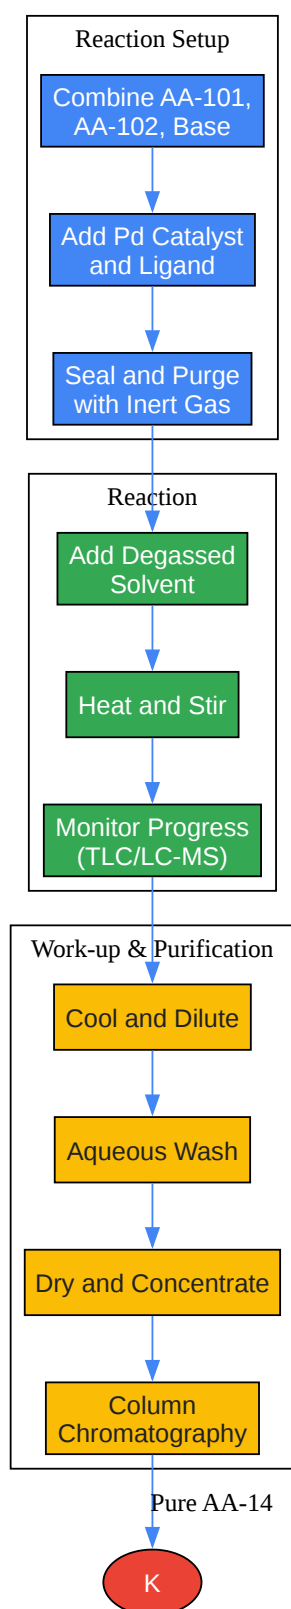 Reaction Setup
Combine AA-101,
AA-102, Base
Add Pd Catalyst
and Ligand
Seal and Purge
with Inert Gas
Reaction
Add Degassed
Solvent
Heat and Stir
Monitor Progress
(TLC/LC-MS)
Work-up & Purification
Cool and Dilute
Aqueous Wash
Dry and Concentrate
Column
Chromatography
Pure AA-14
K